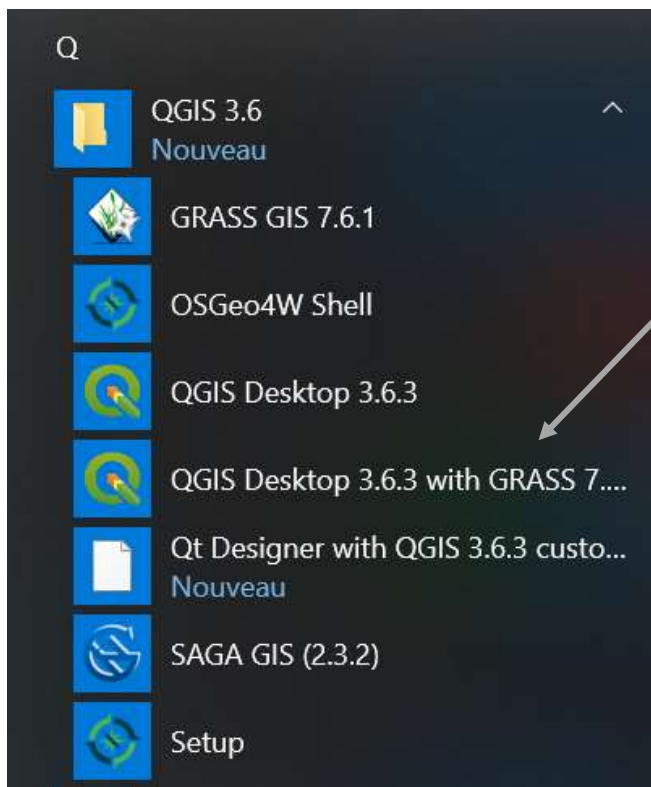 Q
QGIS 3.6
Nouveau
GRASS GIS 7.6.1
OSGeo4W Shell
QGIS Desktop 3.6.3
QGIS Desktop 3.6.3 with GRASS 7....
Qt Designer with QGIS 3.6.3 custo...
Nouveau
SAGA GIS (2.3.2)
Setup